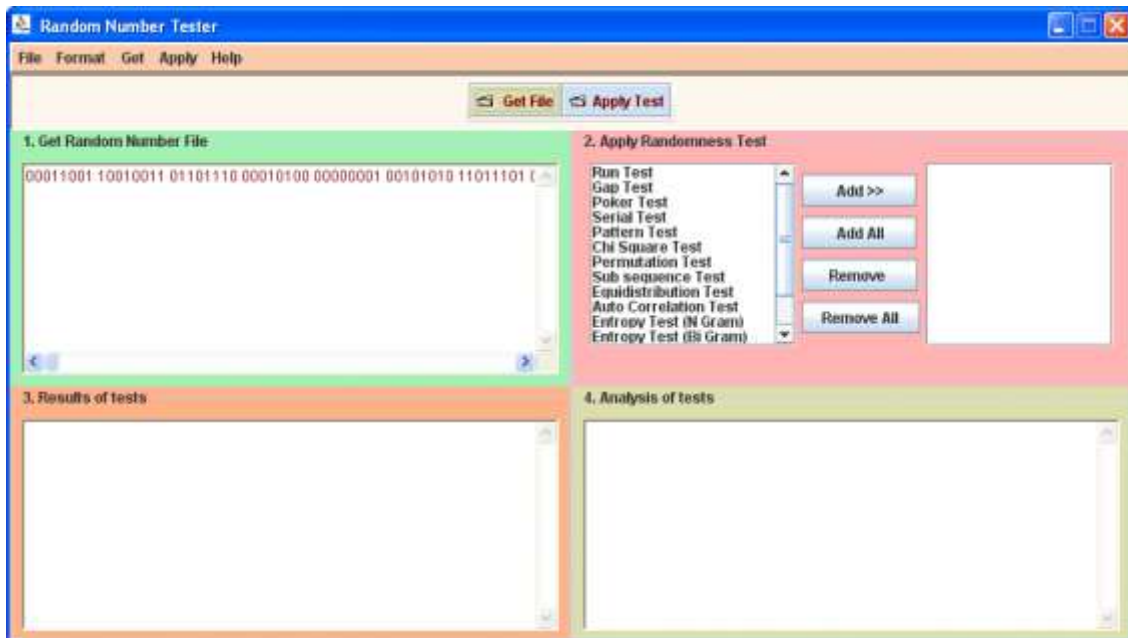 Random Number Tester
File Format Get Apply Help
Get File Apply Test
1. Get Random Number File
00011001 10010011 01101110 00010100 00000001 00101010 11011101
2. Apply Randomness Test
Run Test
Gap Test
Poker Test
Serial Test
Pattern Test
Chi Square Test
Permutation Test
Sub sequence Test
Equidistribution Test
Auto Correlation Test
Entropy Test (N Gram)
Entropy Test (Bi Gram)
Add >>
Add All
Remove
Remove All
3. Results of tests
4. Analysis of tests